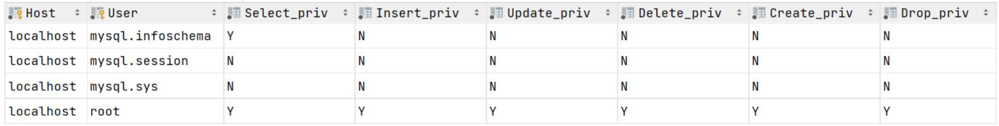 Host User Select_priv Insert_priv Update_priv Delete_priv Create_priv Drop_priv
localhost mysql.infoschema Y N N N N N
localhost mysql.session N N N N N N
localhost mysql.sys N N N N N N
localhost root Y Y Y Y Y Y